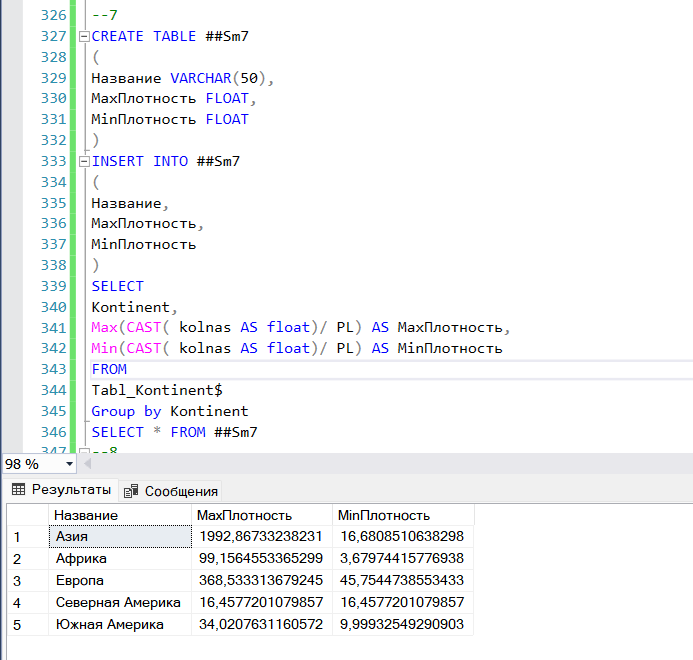 326 --7
327 CREATE TABLE ##Sm7
328 (
329 Название VARCHAR(50),
330 MaxПлотность FLOAT,
331 MinПлотность FLOAT
332 )
333 INSERT INTO ##Sm7
334 (
335 Название,
336 MaxПлотность,
337 MinПлотность
338 )
339 SELECT
340 Kontinent,
341 Max(CAST( kolnas AS float)/ PL) AS MaxПлотность,
342 Min(CAST( kolnas AS float)/ PL) AS MinПлотность
343 FROM
344 Tabl_Kontinent$
345 Group by Kontinent
346 SELECT * FROM ##Sm7
347 --8
98 %
Результаты Сообщения
Название MaxПлотность MinПлотность
1 Азия 1992,86733238231 16,6808510638298
2 Африка 99,1564553365299 3,67974415776938
3 Европа 368,533313679245 45,7544738553433
4 Северная Америка 16,4577201079857 16,4577201079857
5 Южная Америка 34,0207631160572 9,99932549290903